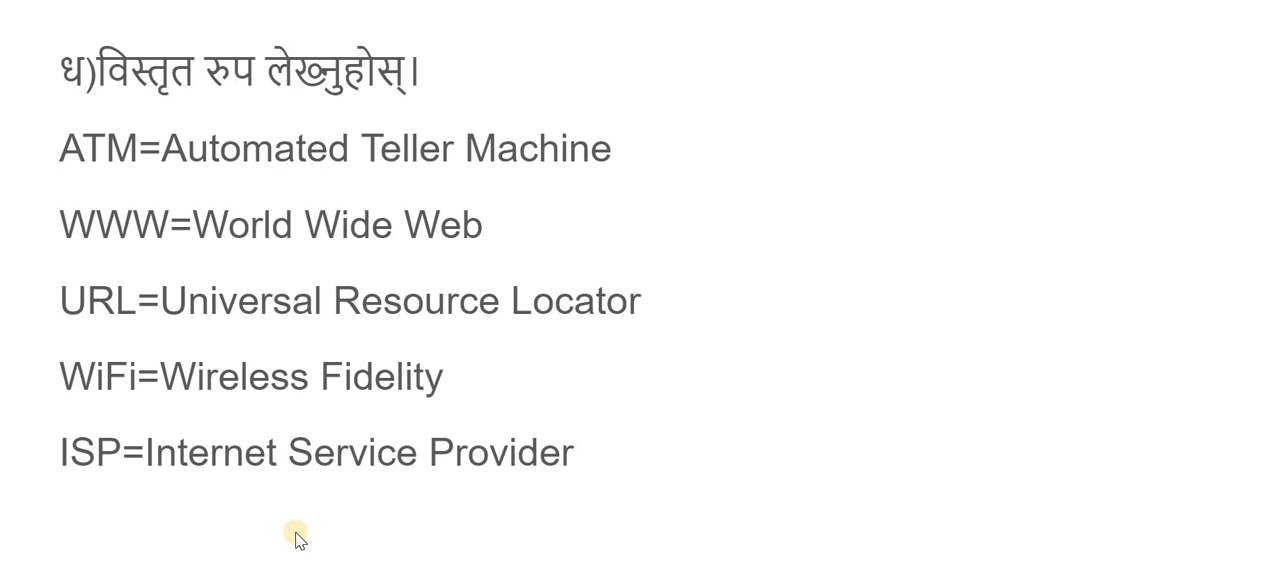 ध)विस्तृत रुप लेख्नुहोस्।
ATM=Automated Teller Machine
WWW=World Wide Web
URL=Universal Resource Locator
WiFi=Wireless Fidelity
ISP=Internet Service Provider